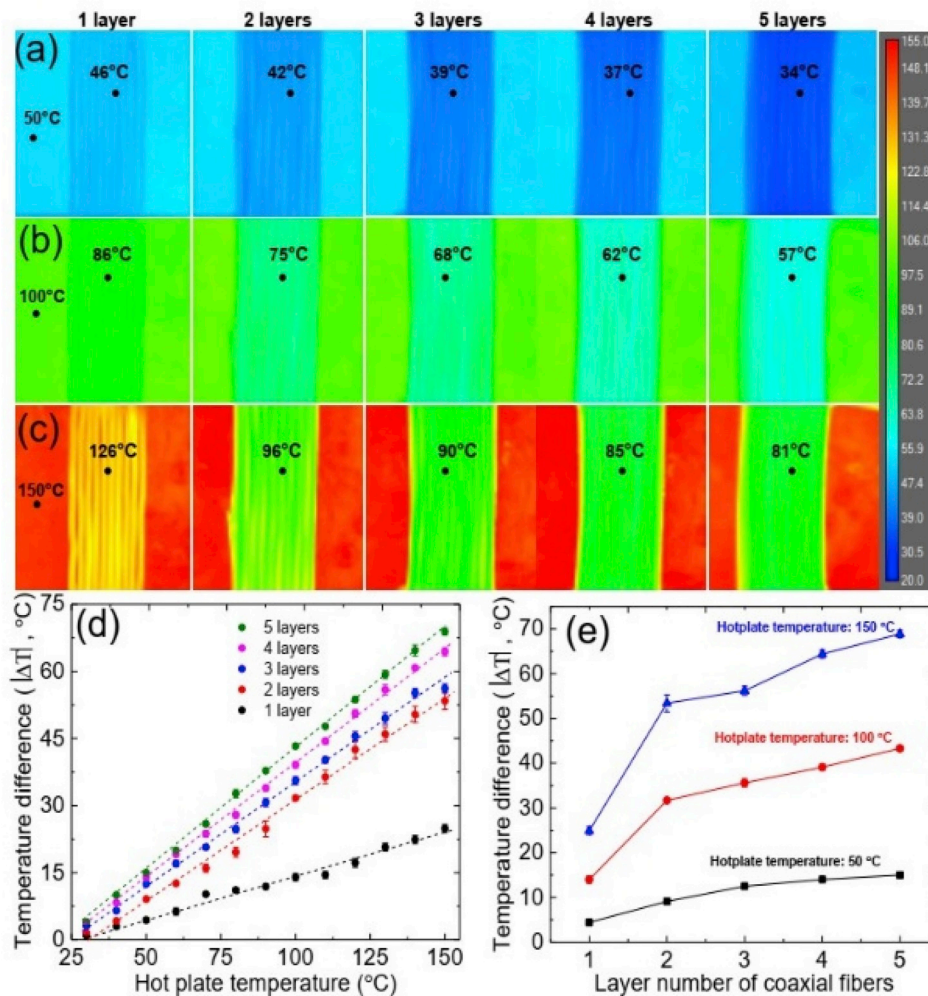 1 layer 2 layers 3 layers 4 layers 5 layers
(a) 46°C 42°C 39°C 37°C 34°C
50°C
(b) 86°C 75°C 68°C 62°C 57°C
100°C
(c) 126°C 96°C 90°C 85°C 81°C
150°C
155.0
148.1
139.7
131.3
122.8
114.4
106.0
97.5
89.1
80.6
72.2
63.8
55.9
47.4
39.0
30.5
20.0
(d)
Temperature difference ( |ΔT| , °C)
75
60
45
30
15
0
5 layers
4 layers
3 layers
2 layers
1 layer
25 50 75 100 125 150
Hot plate temperature (°C)
(e)
Temperature difference ( |ΔT| , °C)
70
60
50
40
30
20
10
0
Hotplate temperature: 150 °C
Hotplate temperature: 100 °C
Hotplate temperature: 50 °C
1 2 3 4 5
Layer number of coaxial fibers